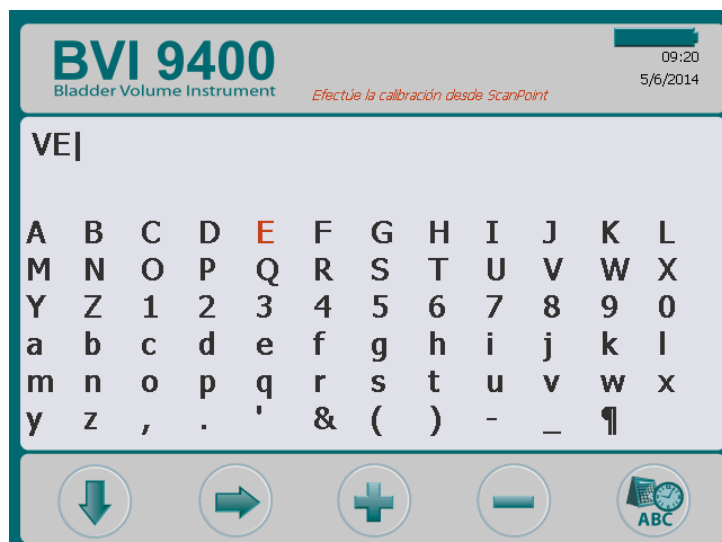 BVI 9400
Bladder Volume Instrument
Efectúe la calibración desde ScanPoint
09:20
5/6/2014
VE|
A B C D E F G H I J K L
M N O P Q R S T U V W X
Y Z 1 2 3 4 5 6 7 8 9 0
a b c d e f g h i j k l
m n o p q r s t u v w x
y z , . ' & ( ) - _ ¶
ABC